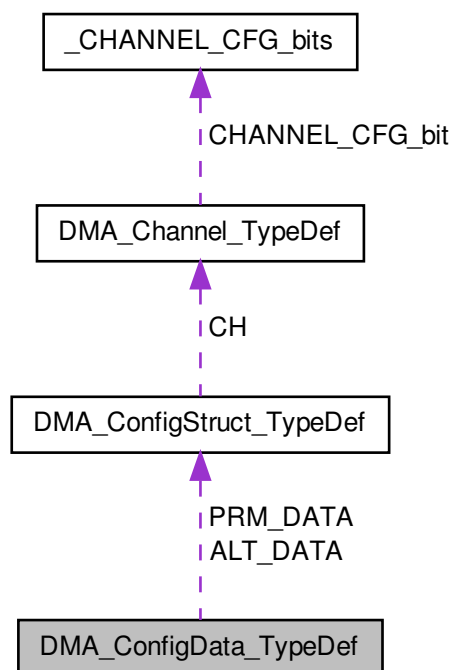 _CHANNEL_CFG_bits
CHANNEL_CFG_bit
DMA_Channel_TypeDef
CH
DMA_ConfigStruct_TypeDef
PRM_DATA
ALT_DATA
DMA_ConfigData_TypeDef